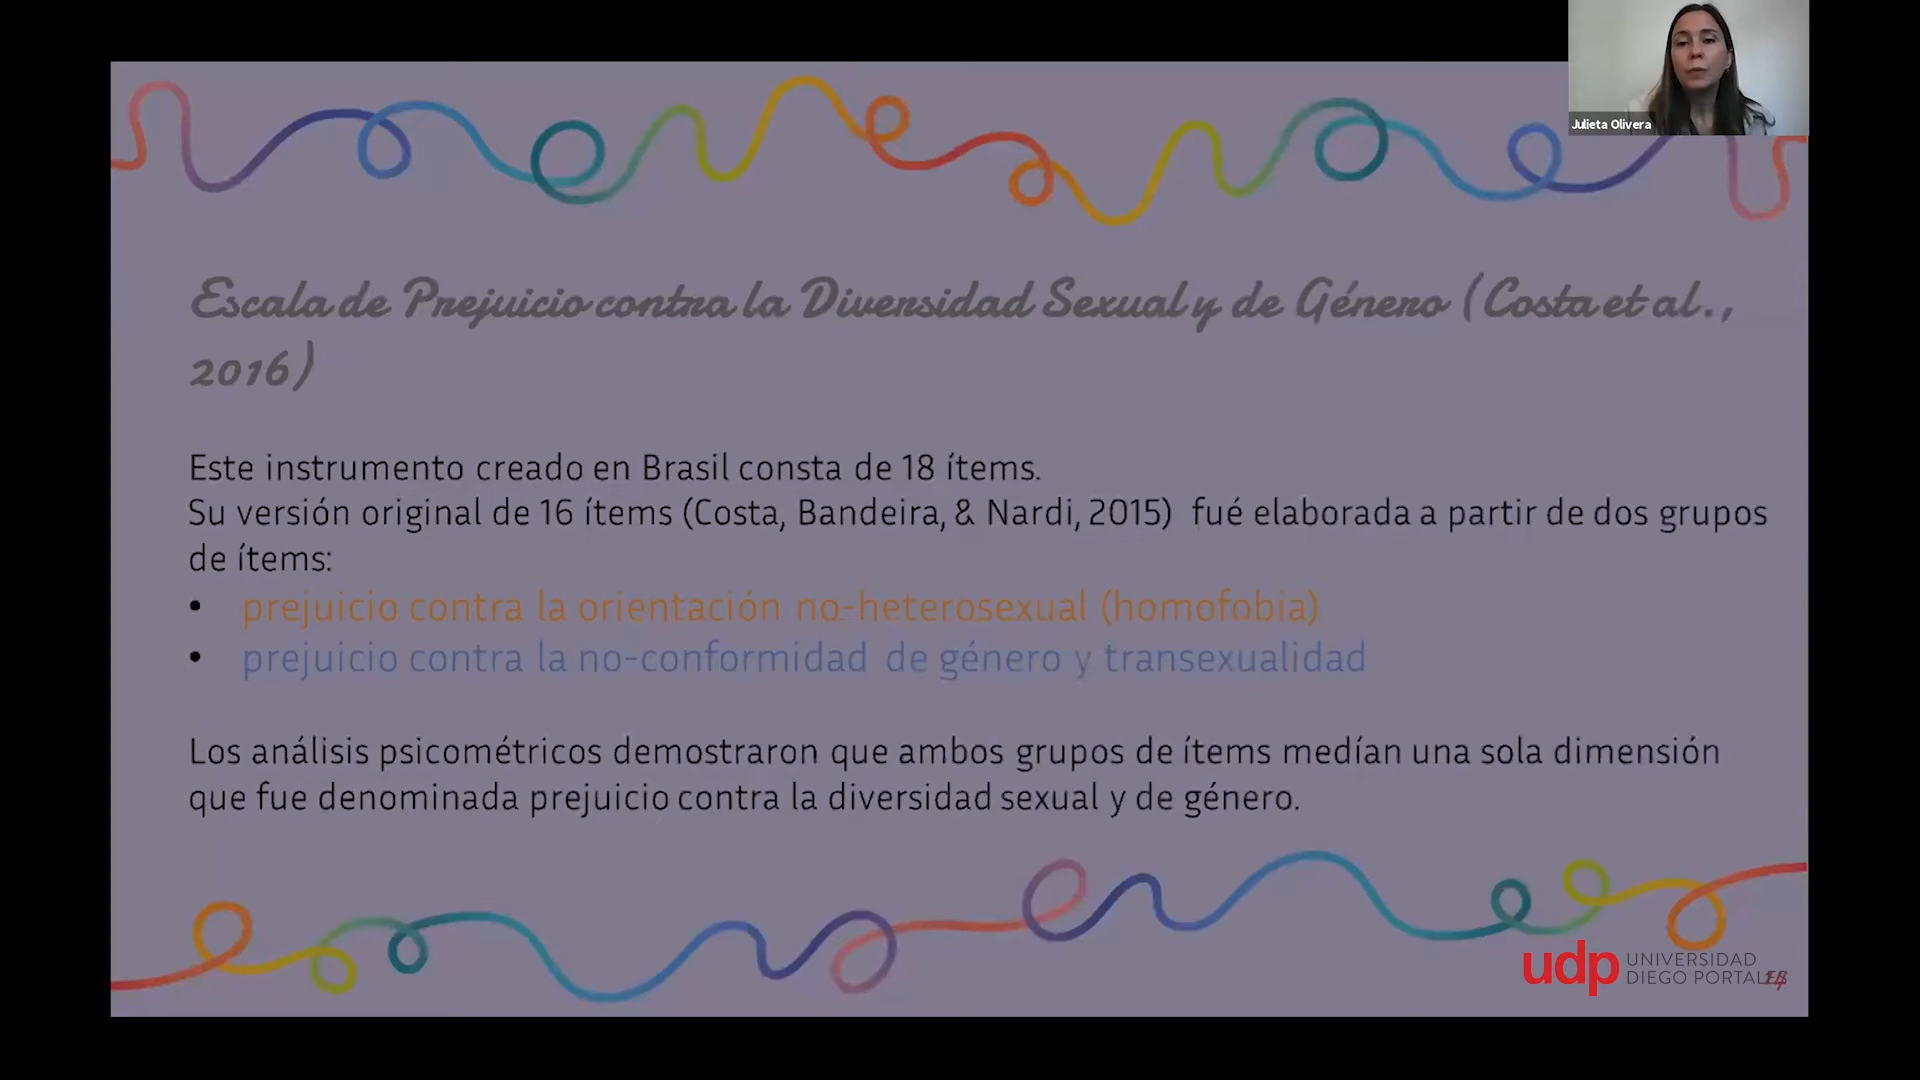 Julieta Olivera
Escala de Prejuicio contra la Diversidad Sexual y de Género (Costa et al.,
2016)
Este instrumento creado en Brasil consta de 18 ítems.
Su versión original de 16 ítems (Costa, Bandeira, & Nardi, 2015) fué elaborada a partir de dos grupos
de ítems:
• prejuicio contra la orientación no-heterosexual (homofobia)
• prejuicio contra la no-conformidad de género y transexualidad
Los análisis psicométricos demostraron que ambos grupos de ítems medían una sola dimensión
que fue denominada prejuicio contra la diversidad sexual y de género.
udp UNIVERSIDAD
DIEGO PORTALES